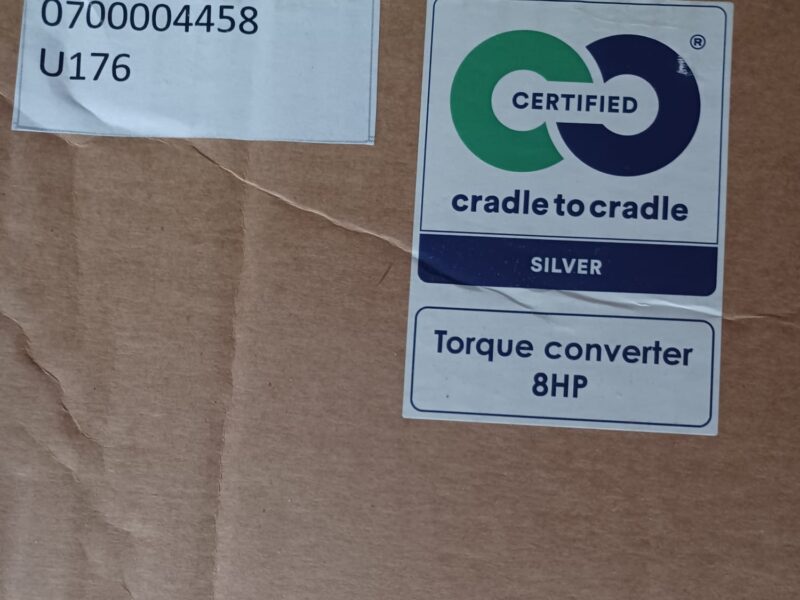 0700004458
U176
®
CERTIFIED
cradle to cradle
SILVER
Torque converter
8HP